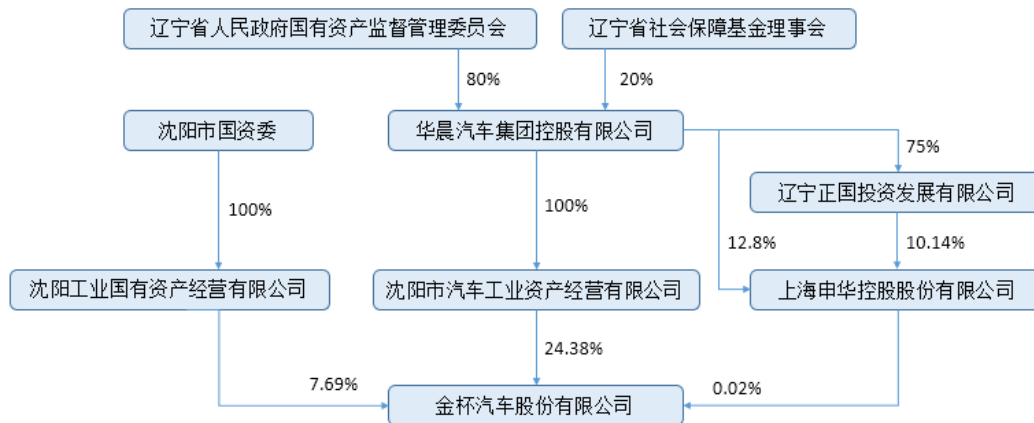 辽宁省人民政府国有资产监督管理委员会
辽宁省社会保障基金理事会
80%
20%
沈阳市国资委
华晨汽车集团控股有限公司
75%
辽宁正国投资发展有限公司
100%
100%
12.8%
10.14%
沈阳工业国有资产经营有限公司
沈阳市汽车工业资产经营有限公司
上海申华控股股份有限公司
24.38%
7.69%
0.02%
金杯汽车股份有限公司